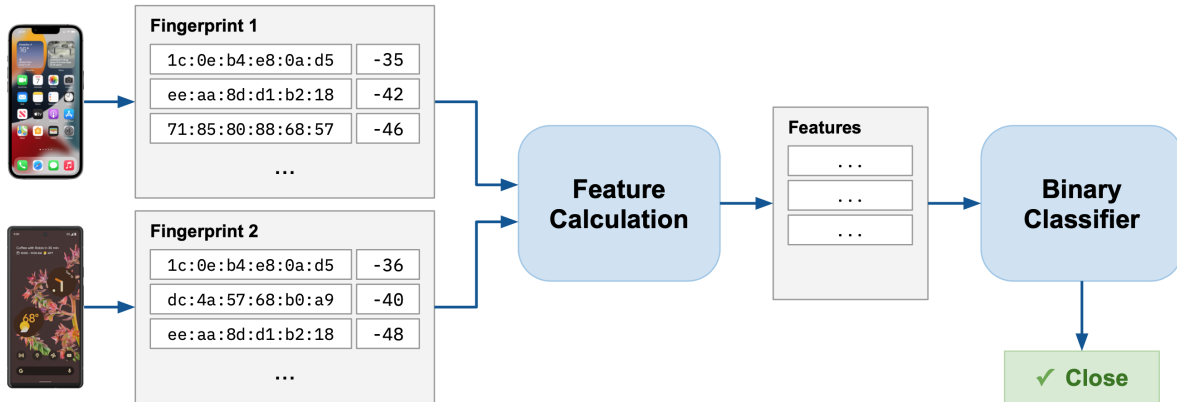 Fingerprint 1
1c:0e:b4:e8:0a:d5 -35
ee:aa:8d:d1:b2:18 -42
71:85:80:88:68:57 -46
...
Fingerprint 2
1c:0e:b4:e8:0a:d5 -36
dc:4a:57:68:b0:a9 -40
ee:aa:8d:d1:b2:18 -48
...
68°
Feature
Calculation
Features
...
...
...
Binary
Classifier
✓ Close